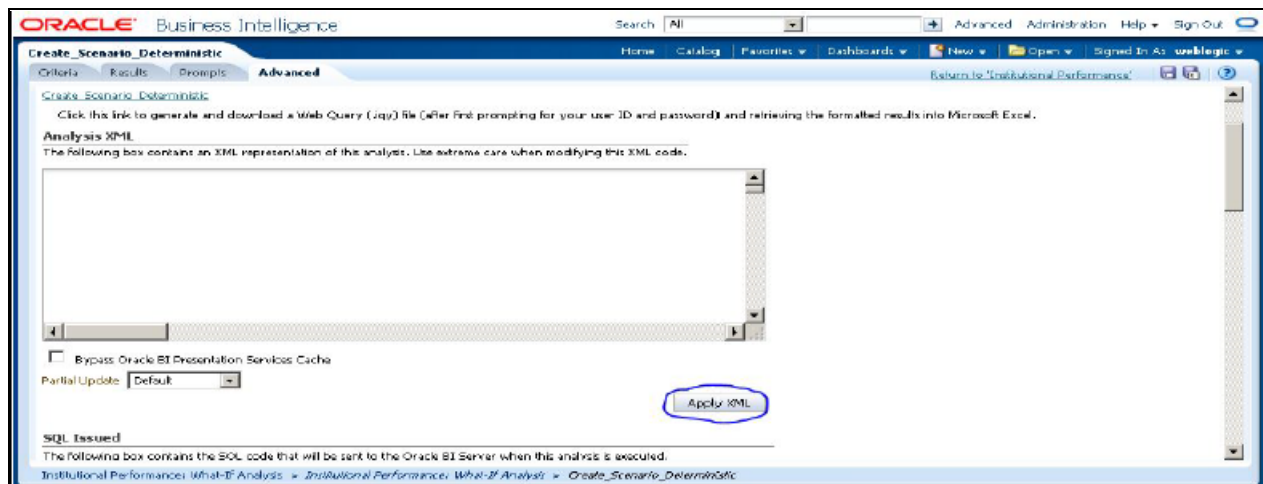 ORACLE Business Intelligence Search All Advanced Administration Help Sign Out
Create_Scenario_Deterministic Home Catalog Favorites Dashboards New Open Signed In As weblogic
Criteria Results Prompts Advanced Return to 'Institutional Performance'
Create_Scenario_Deterministic
Click this link to generate and download a Web Query (.iqy) file (after first prompting for your user ID and password) and retrieving the formatted results into Microsoft Excel.
Analysis XML
The following box contains an XML representation of this analysis. Use extreme care when modifying this XML code.
Bypass Oracle BI Presentation Services Cache
Partial Update Default
Apply XML
SQL Issued
The following box contains the SQL code that will be sent to the Oracle BI Server when this analysis is executed.
Institutional Performance: What-If Analysis > Institutional Performance: What-If Analysis > Create_Scenario_Deterministic